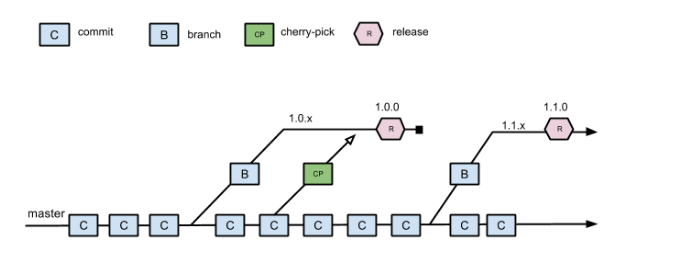 C commit B branch CP cherry-pick R release
1.0.0 1.1.0
1.0.x R 1.1.x R
B CP B
master
C C C C C C C C C C